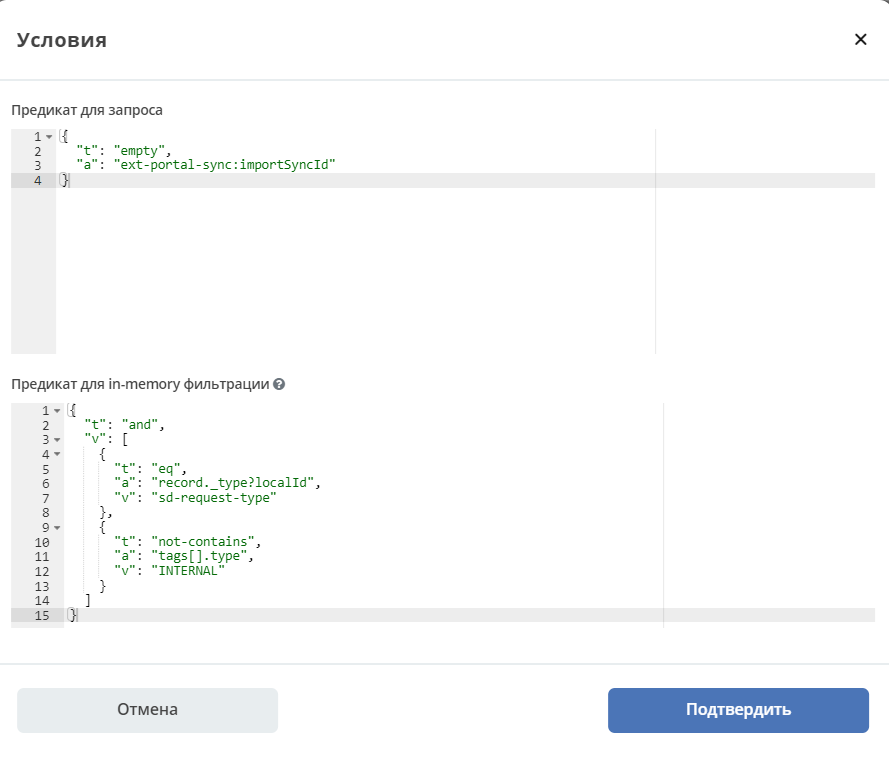 Условия
Предикат для запроса
1 {
2   "t": "empty",
3   "a": "ext-portal-sync:importSyncId"
4 }
Предикат для in-memory фильтрации
1 {
2   "t": "and",
3   "v": [
4     {
5       "t": "eq",
6       "a": "record._type?localId",
7       "v": "sd-request-type"
8     },
9     {
10       "t": "not-contains",
11       "a": "tags[].type",
12       "v": "INTERNAL"
13     }
14   ]
15 }
Отмена
Подтвердить